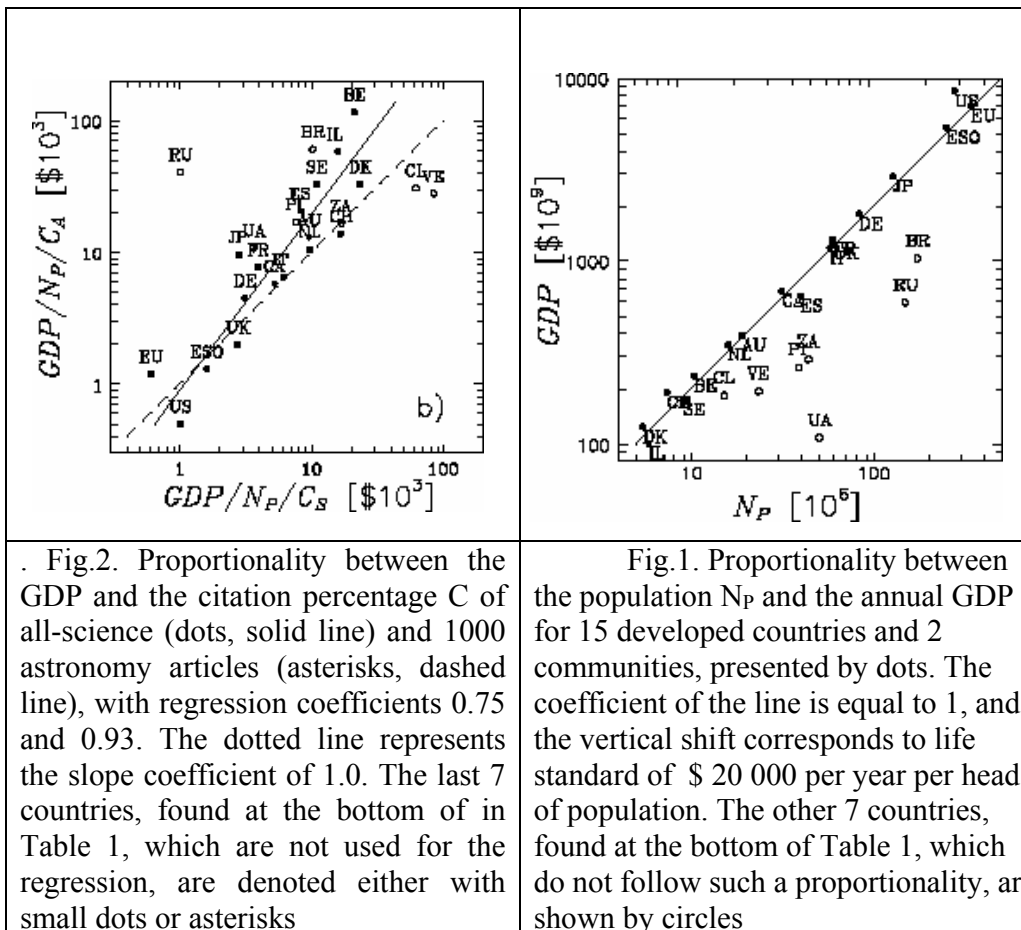 GDP/N_P/C_A [$10^3]
100
10
1
BR IL
RU
SE DK
CL VE
ES
ZA
UA
AU
JP
FR
NL
CA
DE
UK
EU
ESO
US
b)
1 10 100
GDP/N_P/C_S [$10^3]
GDP [$10^9]
10000
1000
100
US
EU
ESO
JP
DE
BR
RU
CA
ES
AU
ZA
NL
CL VE
SE
UA
DK
IL
10 100
N_P [10^6]
. Fig.2. Proportionality between the
GDP and the citation percentage C of
all-science (dots, solid line) and 1000
astronomy articles (asterisks, dashed
line), with regression coefficients 0.75
and 0.93. The dotted line represents
the slope coefficient of 1.0. The last 7
countries, found at the bottom of in
Table 1, which are not used for the
regression, are denoted either with
small dots or asterisks
Fig.1. Proportionality between
the population N_P and the annual GDP
for 15 developed countries and 2
communities, presented by dots. The
coefficient of the line is equal to 1, and
the vertical shift corresponds to life
standard of $ 20 000 per year per head
of population. The other 7 countries,
found at the bottom of Table 1, which
do not follow such a proportionality, ar
shown by circles